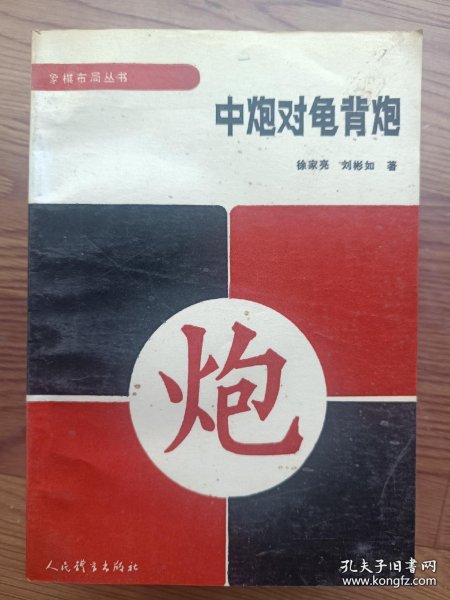 象棋布局丛书
中炮对龟背炮
徐家亮 刘彬如 著
炮
人民体育出版社
孔夫子旧书网
www.kongfz.com